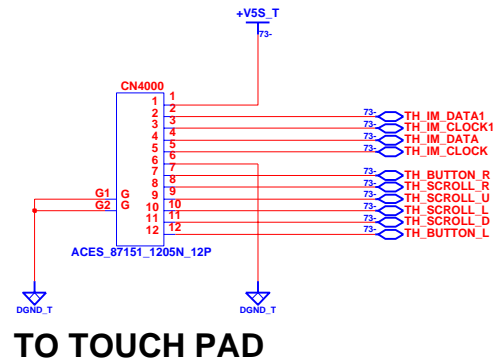 +V5S_T
73-
CN4000
1 1
2 2 73- TH_IM_DATA1
3 3 73- TH_IM_CLOCK1
4 4 73- TH_IM_DATA
5 5 73- TH_IM_CLOCK
6 6
7 7 73- TH_BUTTON_R
8 8 73- TH_SCROLL_R
G1 G 9 9 73- TH_SCROLL_U
G2 G 10 10 73- TH_SCROLL_L
11 11 73- TH_SCROLL_D
12 12 73- TH_BUTTON_L
ACES_87151_1205N_12P
DGND_T DGND_T
TO TOUCH PAD